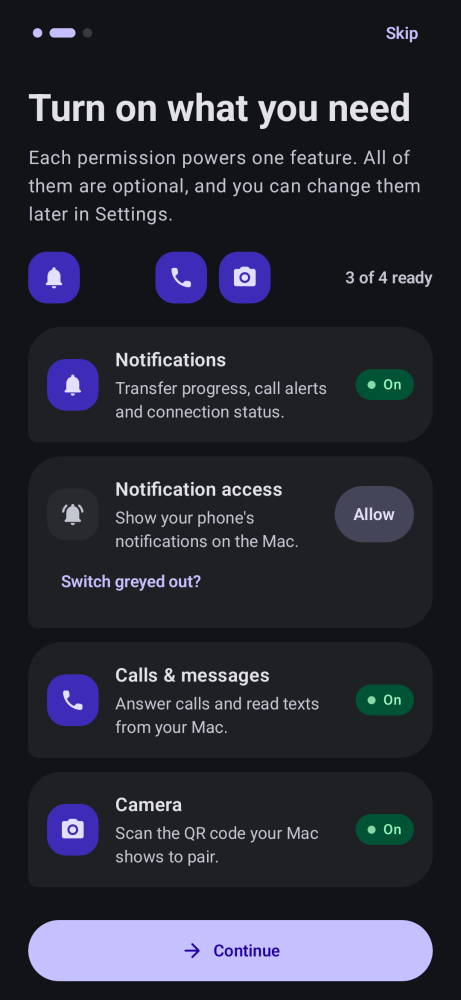 Skip
Turn on what you need
Each permission powers one feature. All of
them are optional, and you can change them
later in Settings.
3 of 4 ready
Notifications
Transfer progress, call alerts
and connection status.
On
Notification access
Show your phone's
notifications on the Mac.
Allow
Switch greyed out?
Calls & messages
Answer calls and read texts
from your Mac.
On
Camera
Scan the QR code your Mac
shows to pair.
On
Continue